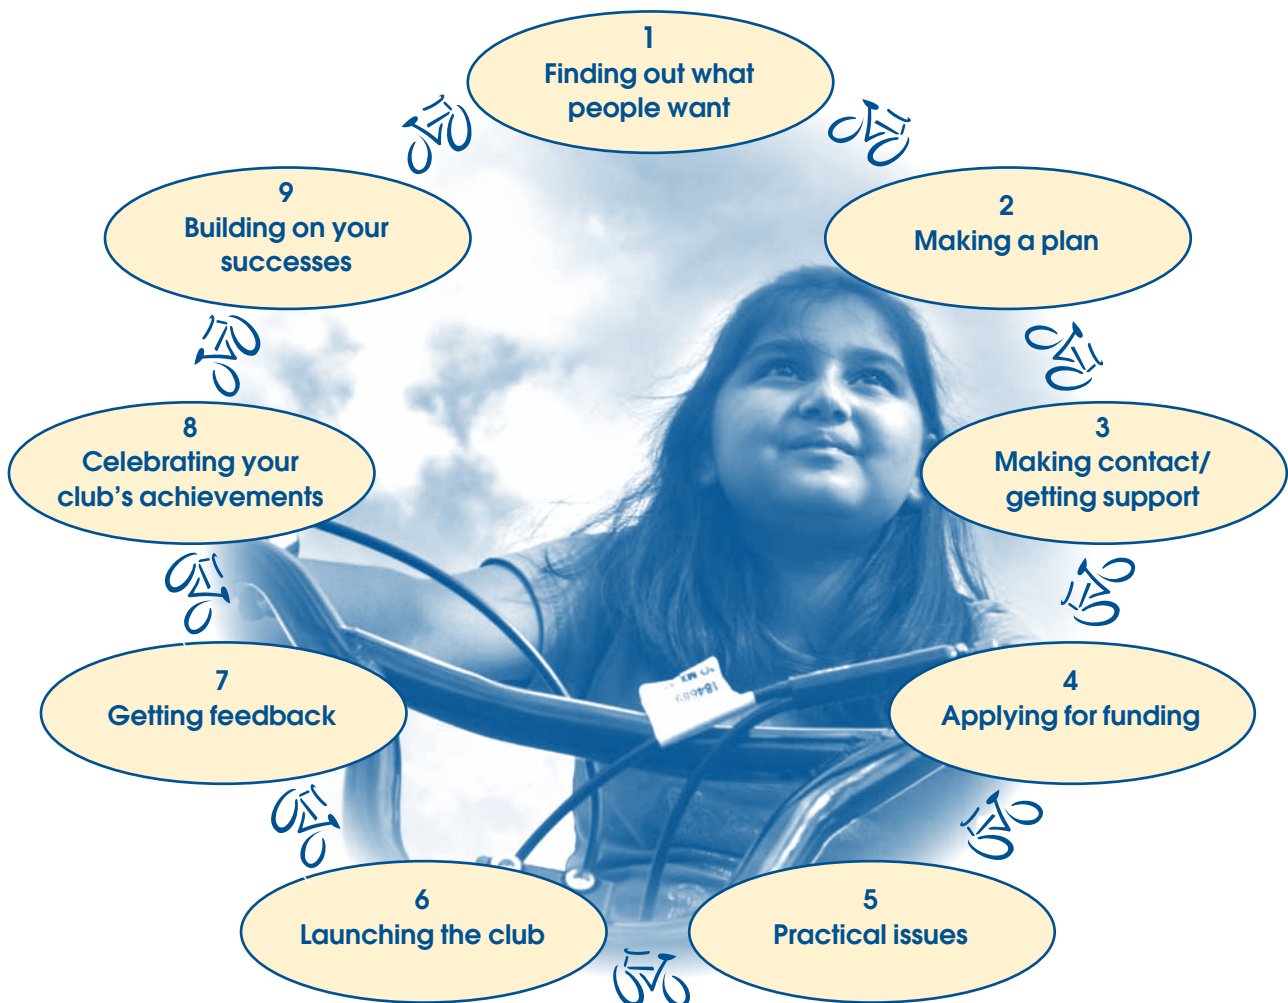 1
Finding out what
people want
2
Making a plan
3
Making contact/
getting support
4
Applying for funding
5
Practical issues
6
Launching the club
7
Getting feedback
8
Celebrating your
club’s achievements
9
Building on your
successes
184689